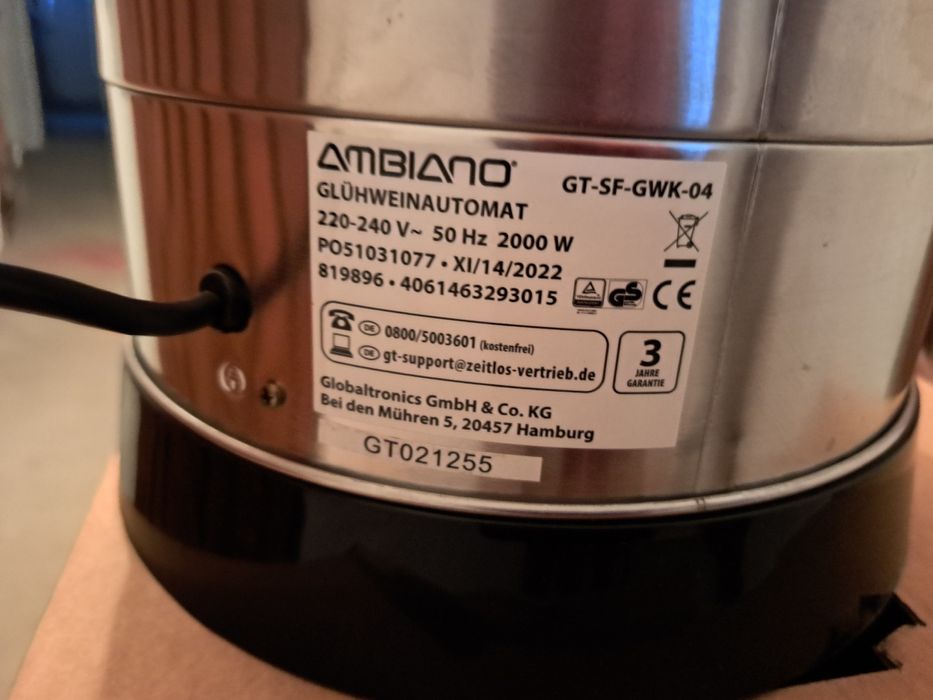 AMBIANO®
GT-SF-GWK-04
GLÜHWEINAUTOMAT
220-240 V~ 50 Hz 2000 W
PO51031077 • XI/14/2022
819896 • 4061463293015
GS
CE
DE 0800/5003601 (kostenfrei)
DE gt-support@zeitlos-vertrieb.de
3
JAHRE
GARANTIE
Globaltronics GmbH & Co. KG
Bei den Mühren 5, 20457 Hamburg
GT021255